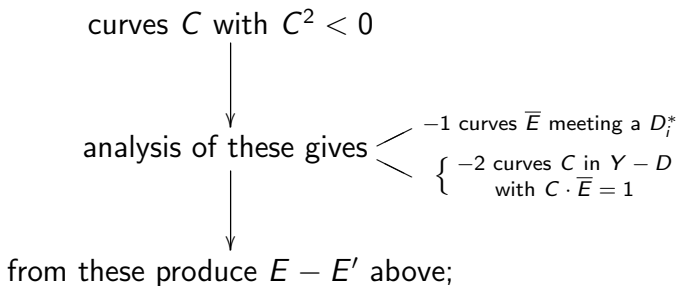 curves C with C² < 0
analysis of these gives
−1 curves E̅ meeting a D*ᵢ
{ −2 curves C in Y − D
with C · E̅ = 1
from these produce E − E′ above;